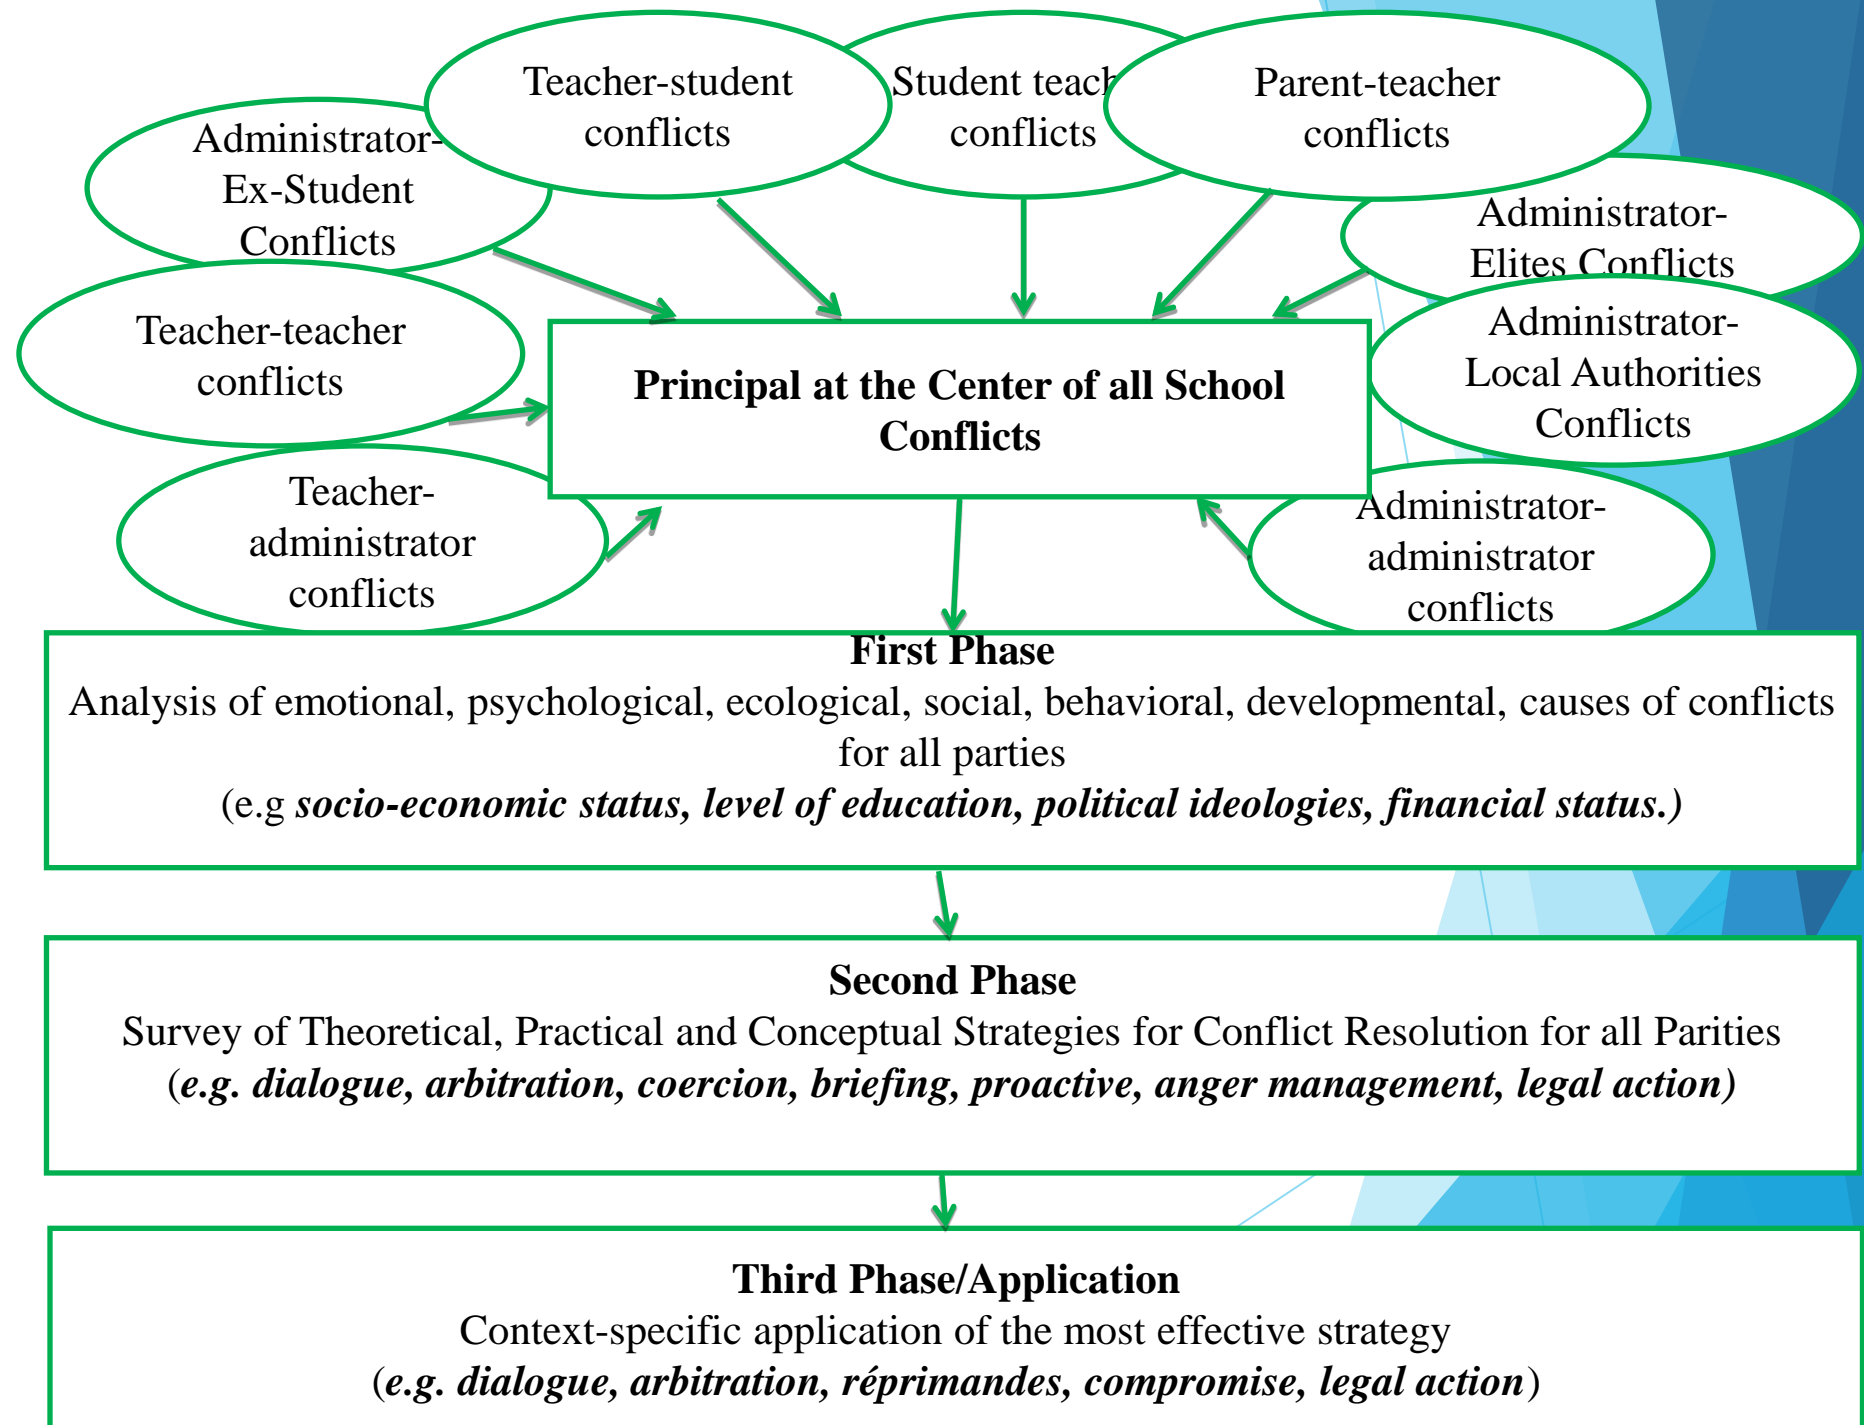 Teacher-student
conflicts
Student teach
conflicts
Parent-teacher
conflicts
Administrator-
Ex-Student
Conflicts
Administrator-
Elites Conflicts
Teacher-teacher
conflicts
Administrator-
Local Authorities
Conflicts
Principal at the Center of all School
Conflicts
Teacher-
administrator
conflicts
Administrator-
administrator
conflicts
First Phase
Analysis of emotional, psychological, ecological, social, behavioral, developmental, causes of conflicts
for all parties
(e.g socio-economic status, level of education, political ideologies, financial status.)
Second Phase
Survey of Theoretical, Practical and Conceptual Strategies for Conflict Resolution for all Parities
(e.g. dialogue, arbitration, coercion, briefing, proactive, anger management, legal action)
Third Phase/Application
Context-specific application of the most effective strategy
(e.g. dialogue, arbitration, réprimandes, compromise, legal action)